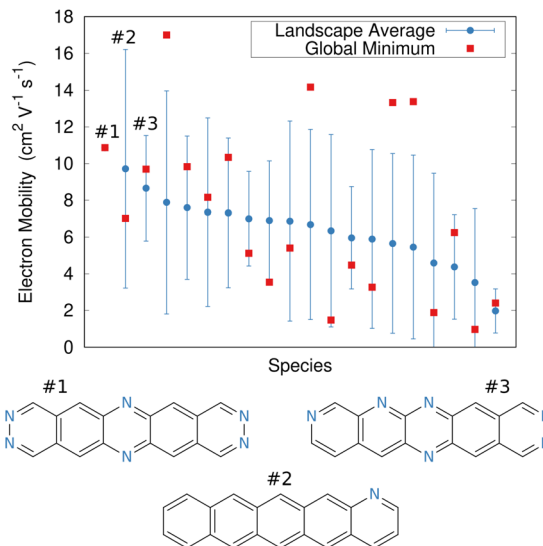 18
16
14
12
10
8
6
4
2
0
Electron Mobility (cm² V⁻¹ s⁻¹)
Landscape Average
Global Minimum
#2
#1
#3
Species
#1
#3
N
N
N
N
N
N
N
N
N
N
N
N
#2
N